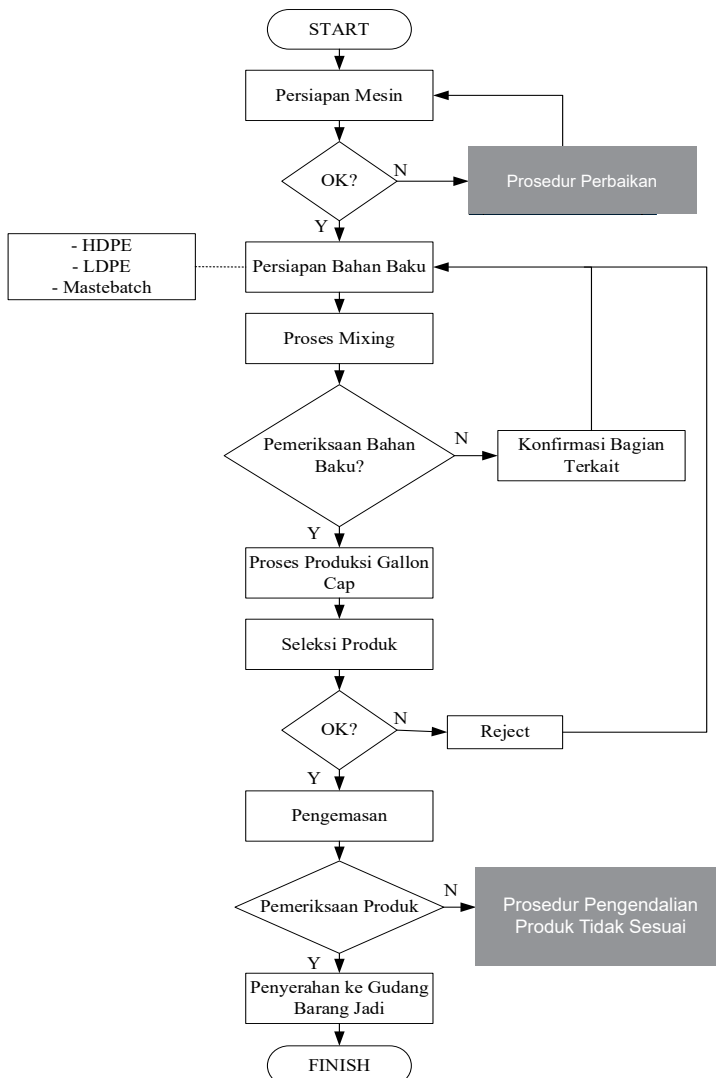 START
Persiapan Mesin
OK?
N
Prosedur Perbaikan
Y
- HDPE
- LDPE
- Mastebatch
Persiapan Bahan Baku
Proses Mixing
Pemeriksaan Bahan
Baku?
N
Konfirmasi Bagian
Terkait
Y
Proses Produksi Gallon
Cap
Seleksi Produk
OK?
N
Reject
Y
Pengemasan
Pemeriksaan Produk
N
Prosedur Pengendalian
Produk Tidak Sesuai
Y
Penyerahan ke Gudang
Barang Jadi
FINISH